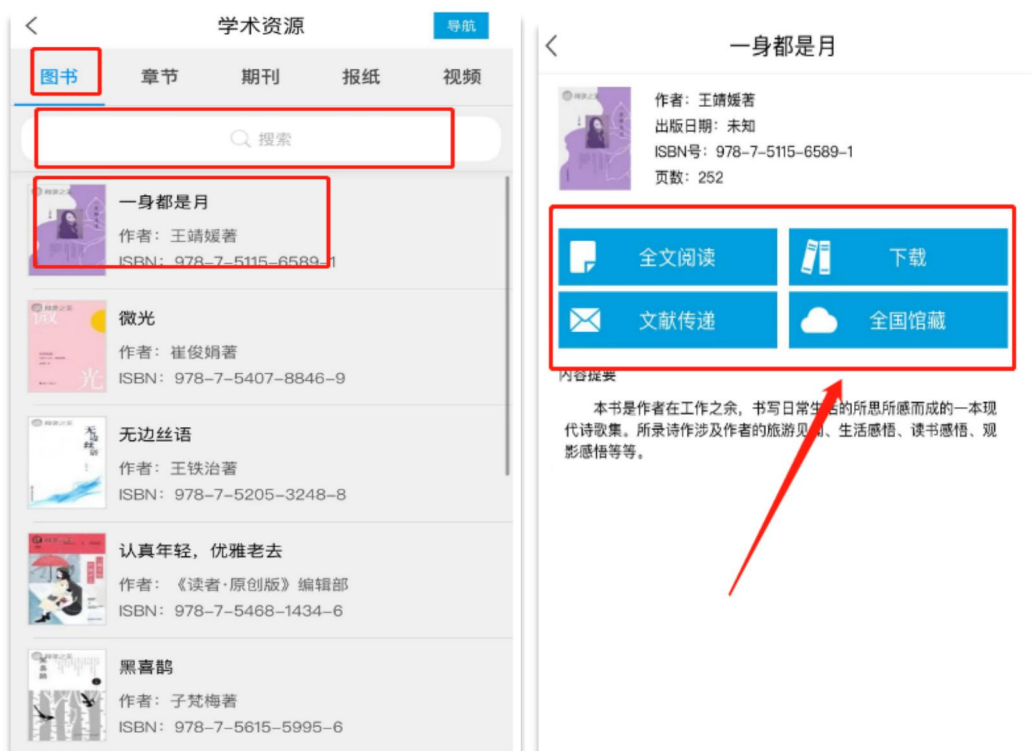 学术资源
导航
图书
章节
期刊
报纸
视频
搜索
一身都是月
作者：王靖媛著
ISBN：978-7-5115-6589-1
微光
作者：崔俊娟著
ISBN：978-7-5407-8846-9
无边丝语
作者：王铁治著
ISBN：978-7-5205-3248-8
认真年轻，优雅老去
作者：《读者·原创版》编辑部
ISBN：978-7-5468-1434-6
黑喜鹊
作者：子梵梅著
ISBN：978-7-5615-5995-6
一身都是月
作者：王靖媛著
出版日期：未知
ISBN号：978-7-5115-6589-1
页数：252
全文阅读
下载
文献传递
全国馆藏
内容提要
本书是作者在工作之余，书写日常生活的所思所感而成的一本现
代诗歌集。所录诗作涉及作者的旅游见闻、生活感悟、读书感悟、观
影感悟等等。